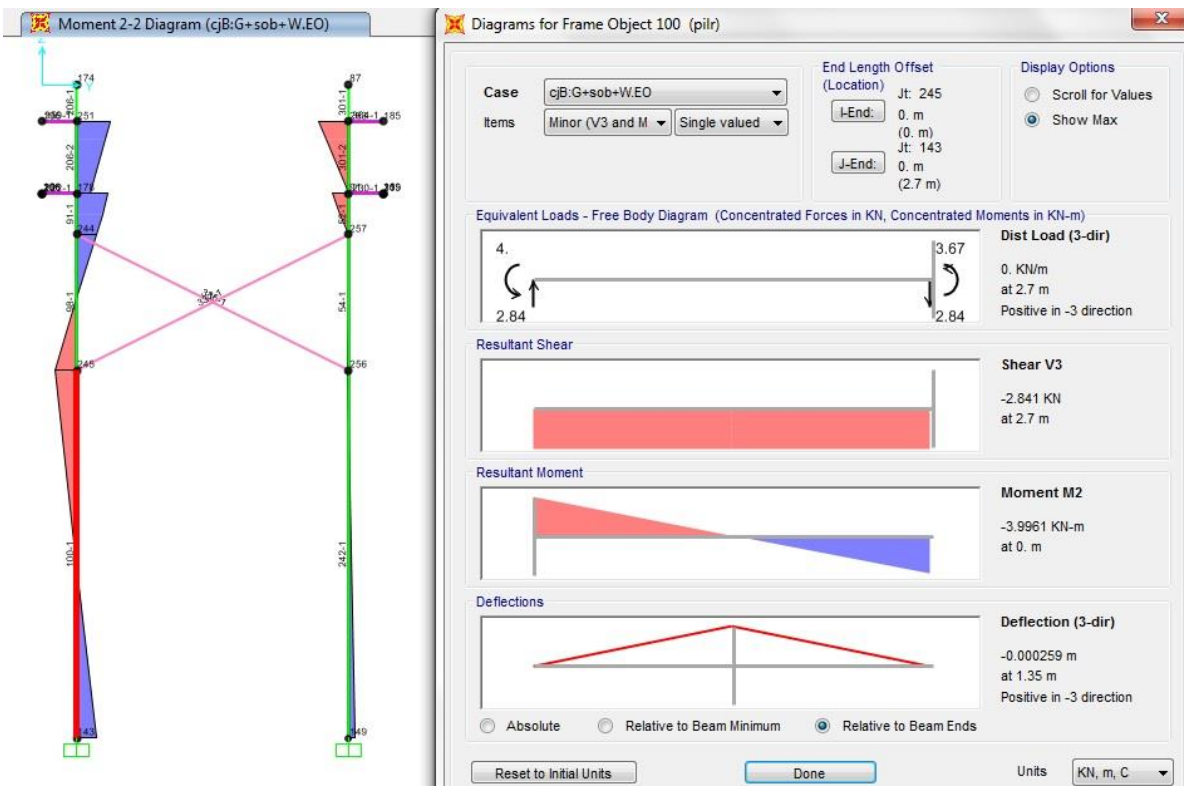 Moment 2-2 Diagram (cjB:G+sob+W.EO)
Z
Y
174
206-1
251
206-2
178
91-1
244
98-1
245
100-1
143
87
301-1
185
301-2
257
54-1
256
242-1
149
Diagrams for Frame Object 100 (pilr)
X
Case
cjB:G+sob+W.EO
Items
Minor (V3 and M
Single valued
End Length Offset
(Location)
I-End:
Jt: 245
0. m
(0. m)
J-End:
Jt: 143
0. m
(2.7 m)
Display Options
Scroll for Values
Show Max
Equivalent Loads - Free Body Diagram (Concentrated Forces in KN, Concentrated Moments in KN-m)
4.
3.67
2.84
2.84
Dist Load (3-dir)
0. KN/m
at 2.7 m
Positive in -3 direction
Resultant Shear
Shear V3
-2.841 KN
at 2.7 m
Resultant Moment
Moment M2
-3.9961 KN-m
at 0. m
Deflections
Deflection (3-dir)
-0.000259 m
at 1.35 m
Positive in -3 direction
Absolute
Relative to Beam Minimum
Relative to Beam Ends
Reset to Initial Units
Done
Units
KN, m, C